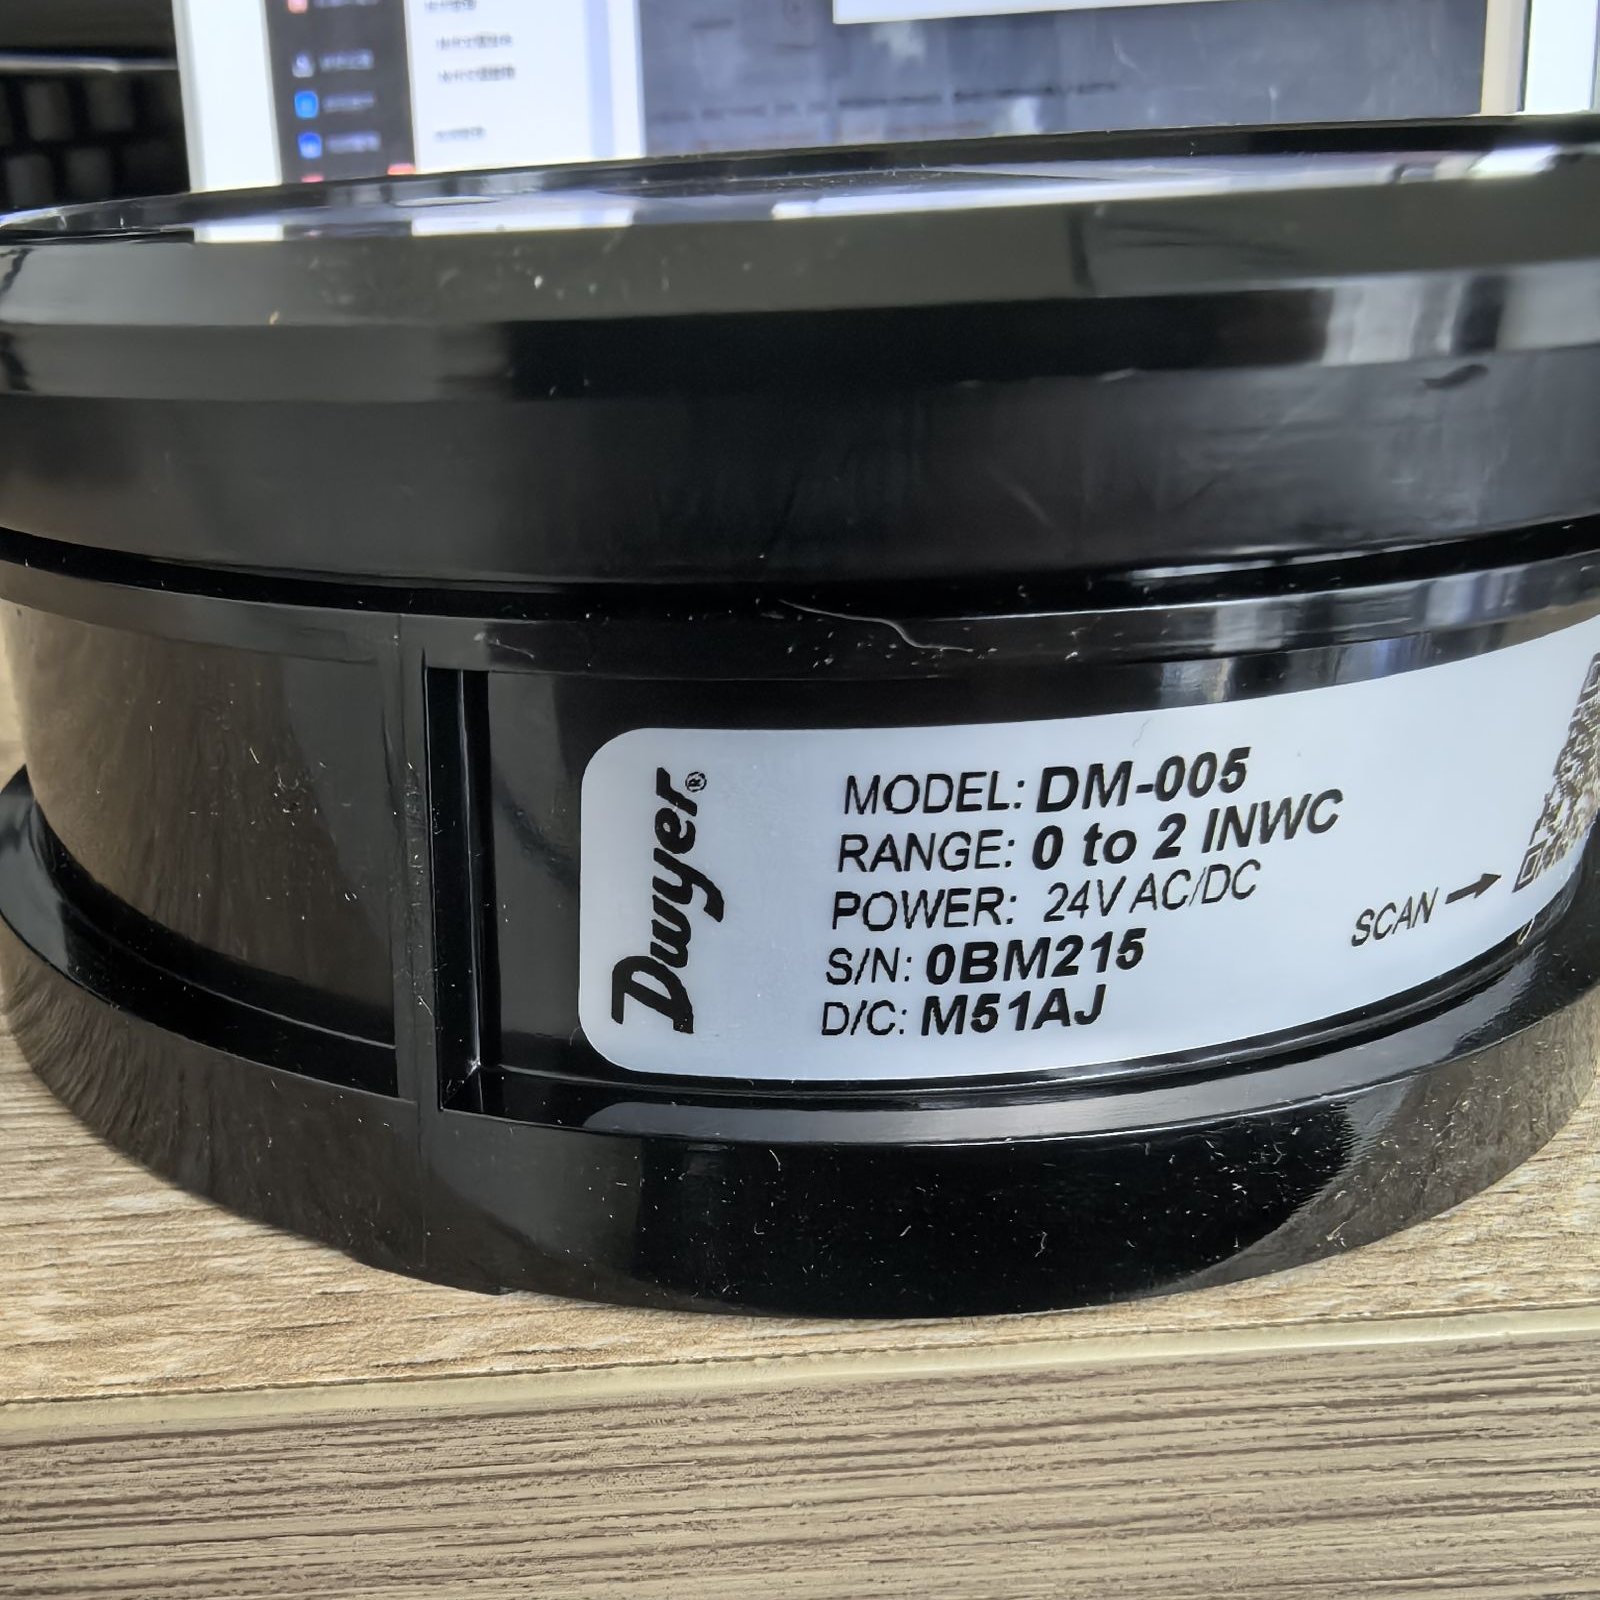 Dwyer®
MODEL: DM-005
RANGE: 0 to 2 INWC
POWER: 24V AC/DC
S/N: 0BM215
D/C: M51AJ
SCAN